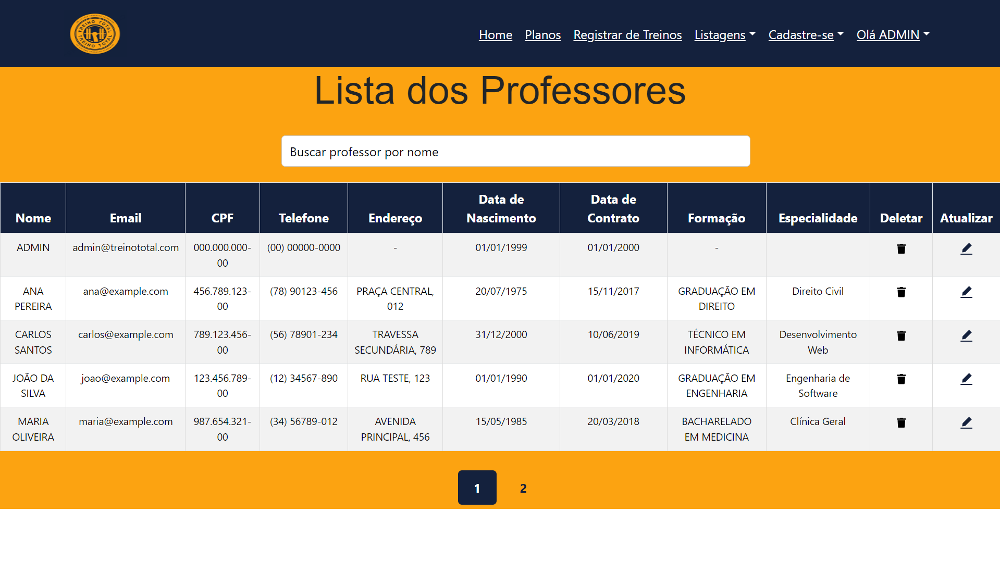 TREINO TOTAL
TREINO TOTAL
Home Planos Registrar de Treinos Listagens Cadastre-se Olá ADMIN
Lista dos Professores
Buscar professor por nome
Nome Email CPF Telefone Endereço Data de Nascimento Data de Contrato Formação Especialidade Deletar Atualizar
ADMIN admin@treinototal.com 000.000.000-00 (00) 00000-0000 - 01/01/1999 01/01/2000 -
ANA PEREIRA ana@example.com 456.789.123-00 (78) 90123-456 PRAÇA CENTRAL, 012 20/07/1975 15/11/2017 GRADUAÇÃO EM DIREITO Direito Civil
CARLOS SANTOS carlos@example.com 789.123.456-00 (56) 78901-234 TRAVESSA SECUNDÁRIA, 789 31/12/2000 10/06/2019 TÉCNICO EM INFORMÁTICA Desenvolvimento Web
JOÃO DA SILVA joao@example.com 123.456.789-00 (12) 34567-890 RUA TESTE, 123 01/01/1990 01/01/2020 GRADUAÇÃO EM ENGENHARIA Engenharia de Software
MARIA OLIVEIRA maria@example.com 987.654.321-00 (34) 56789-012 AVENIDA PRINCIPAL, 456 15/05/1985 20/03/2018 BACHARELADO EM MEDICINA Clínica Geral
1 2